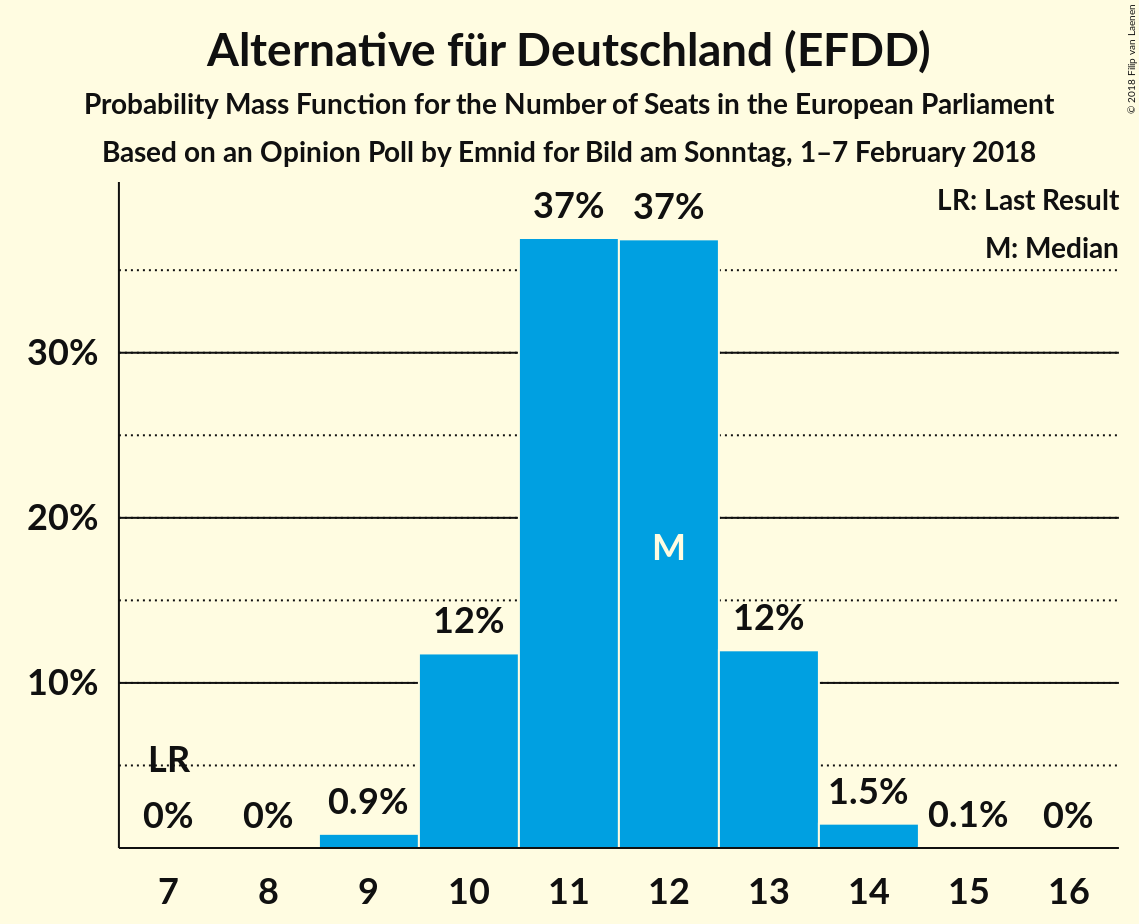 Alternative für Deutschland (EFDD)
Probability Mass Function for the Number of Seats in the European Parliament
Based on an Opinion Poll by Emnid for Bild am Sonntag, 1–7 February 2018
© 2018 Filip van Laenen
LR: Last Result
M: Median
37% 37%
30%
20%
M
12% 12%
10%
LR
0% 0% 0.9% 1.5% 0.1% 0%
7 8 9 10 11 12 13 14 15 16